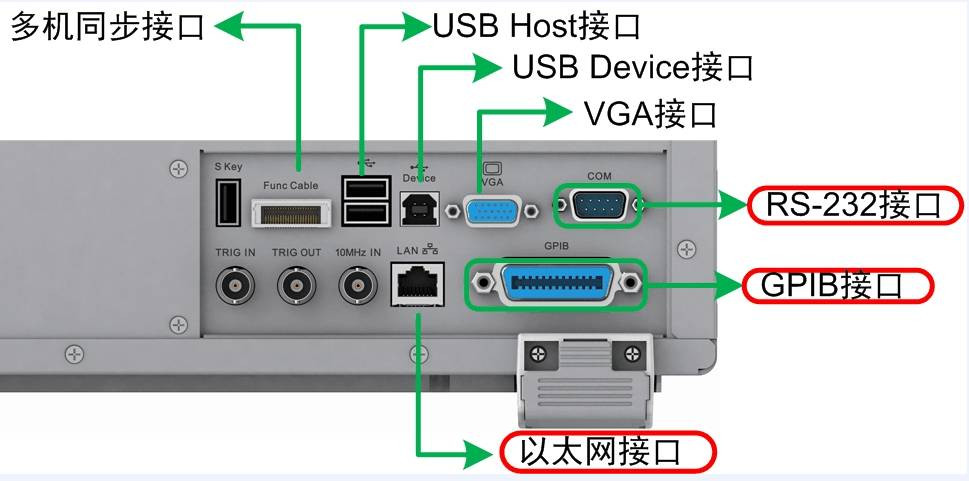 多机同步接口
USB Host接口
USB Device接口
VGA接口
S Key
Func Cable
Device
VGA
COM
RS-232接口
TRIG IN
TRIG OUT
10MHz IN
LAN
GPIB
GPIB接口
以太网接口